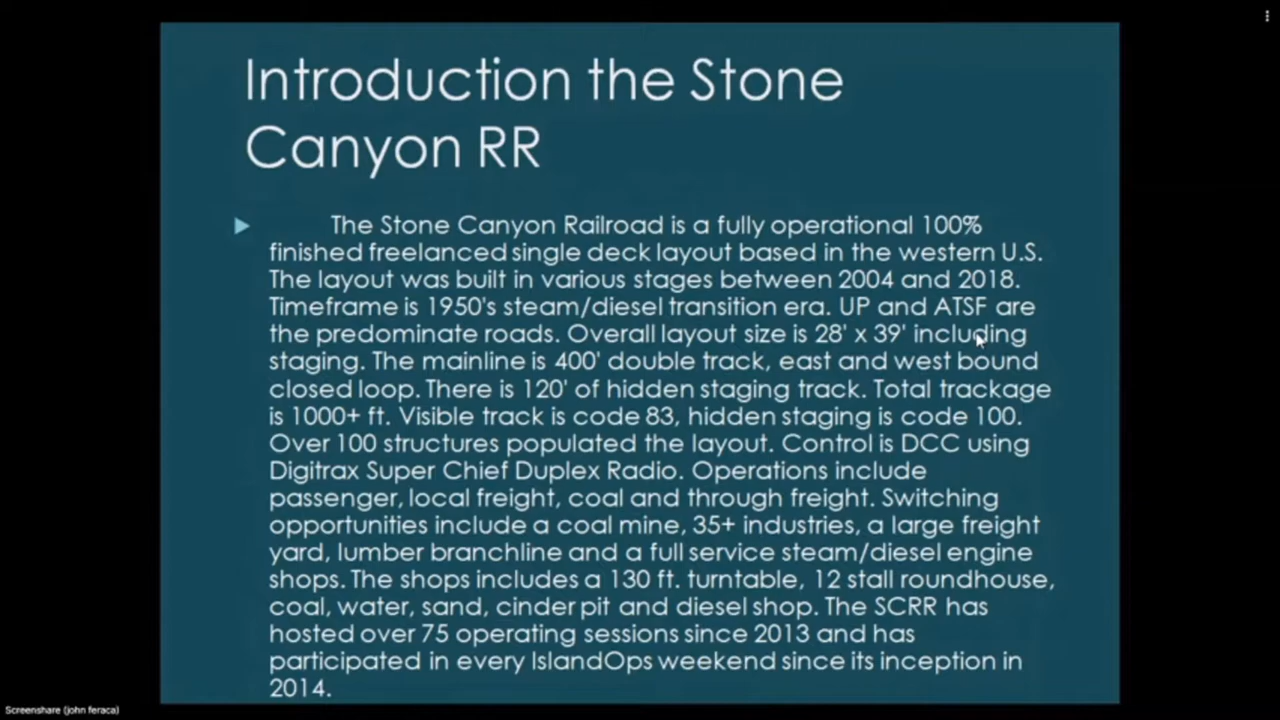 Introduction the Stone
Canyon RR
The Stone Canyon Railroad is a fully operational 100%
finished freelanced single deck layout based in the western U.S.
The layout was built in various stages between 2004 and 2018.
Timeframe is 1950's steam/diesel transition era. UP and ATSF are
the predominate roads. Overall layout size is 28' x 39' including
staging. The mainline is 400' double track, east and west bound
closed loop. There is 120' of hidden staging track. Total trackage
is 1000+ ft. Visible track is code 83, hidden staging is code 100.
Over 100 structures populated the layout. Control is DCC using
Digitrax Super Chief Duplex Radio. Operations include
passenger, local freight, coal and through freight. Switching
opportunities include a coal mine, 35+ industries, a large freight
yard, lumber branchline and a full service steam/diesel engine
shops. The shops includes a 130 ft. turntable, 12 stall roundhouse,
coal, water, sand, cinder pit and diesel shop. The SCRR has
hosted over 75 operating sessions since 2013 and has
participated in every IslandOps weekend since its inception in
2014.
Screenshare (john feraca)